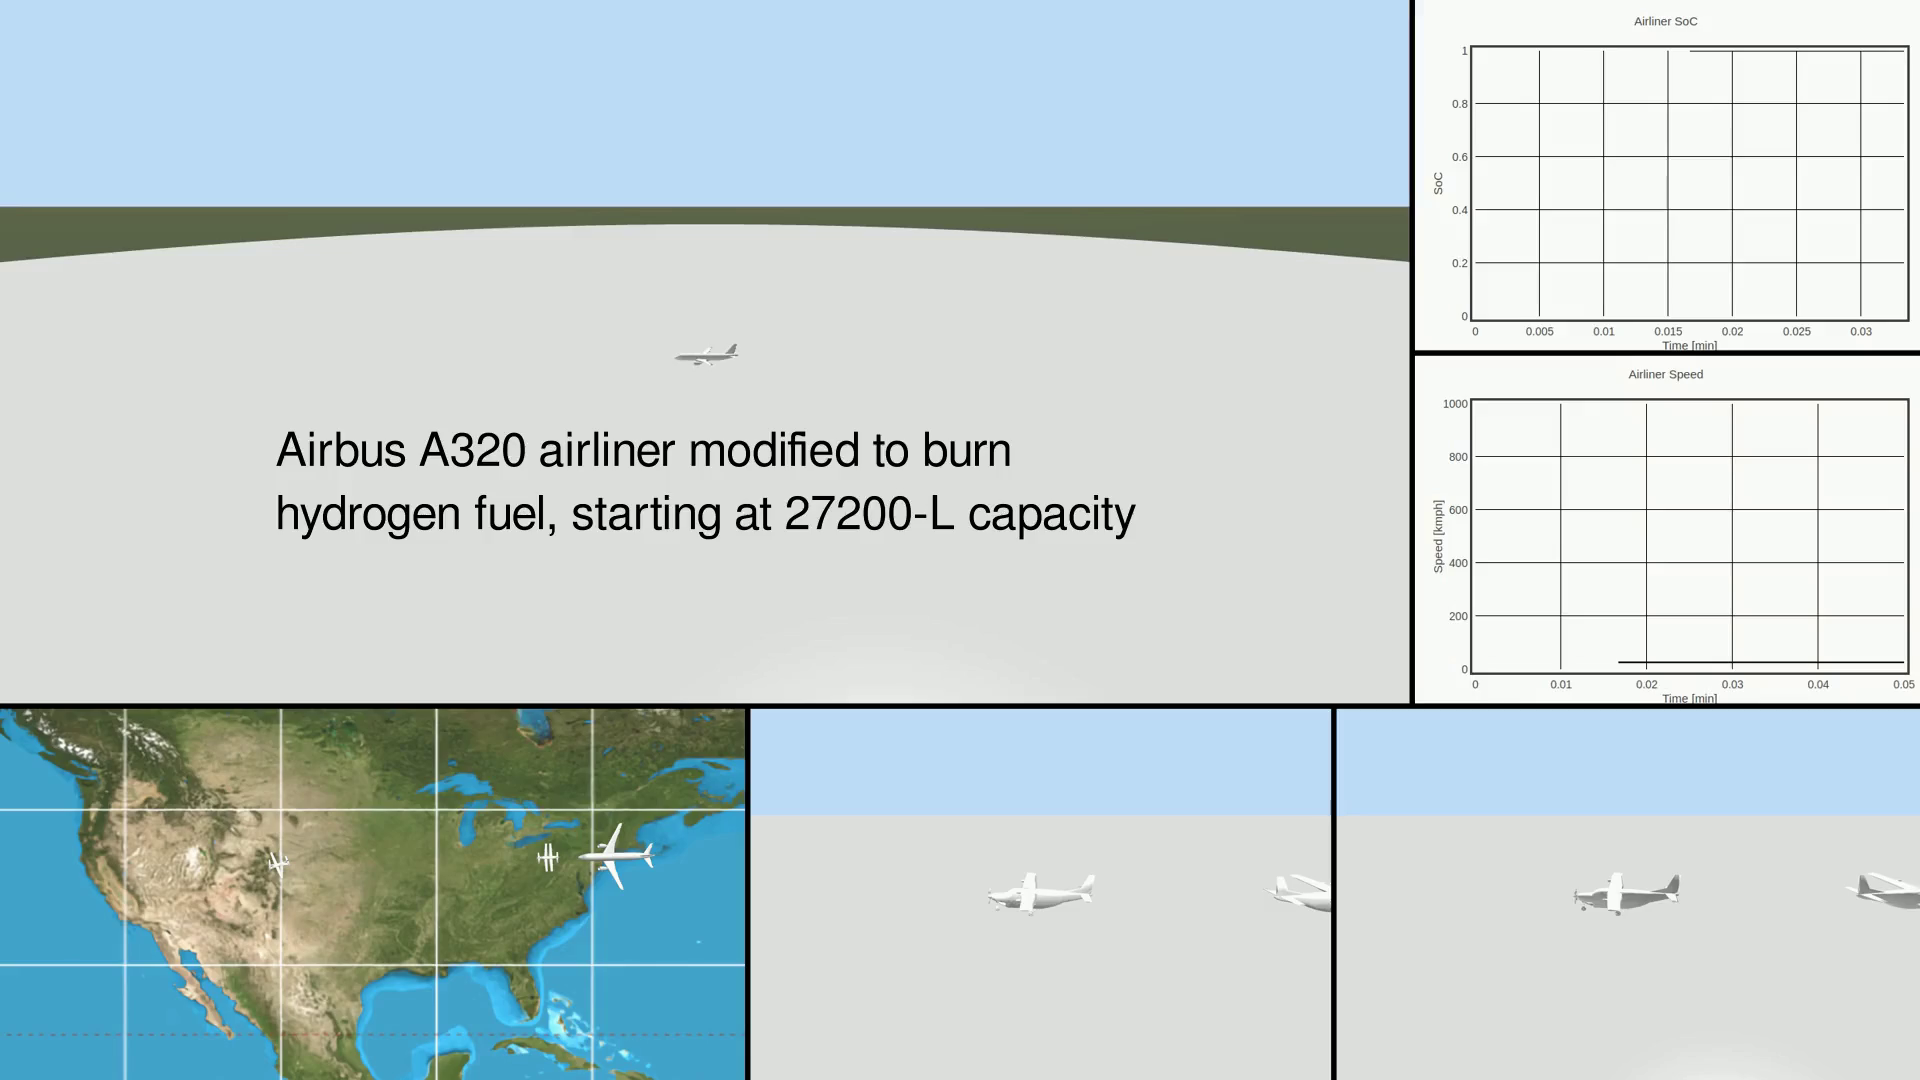 Airbus A320 airliner modified to burn
hydrogen fuel, starting at 27200-L capacity
Airliner SoC
1
0.8
0.6
0.4
0.2
0
SoC
0 0.005 0.01 0.015 0.02 0.025 0.03
Time [min]
Airliner Speed
1000
800
600
400
200
0
Speed [kmph]
0 0.01 0.02 0.03 0.04 0.05
Time [min]